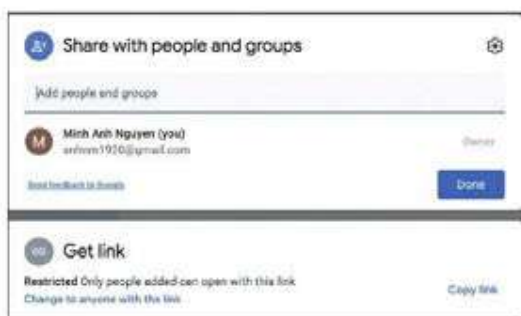 Share with people and groups
Add people and groups
M
Minh Anh Nguyen (you)
Owner
Send feedback to Google
Done
Get link
Restricted Only people added can open with this link
Change to anyone with the link
Copy link